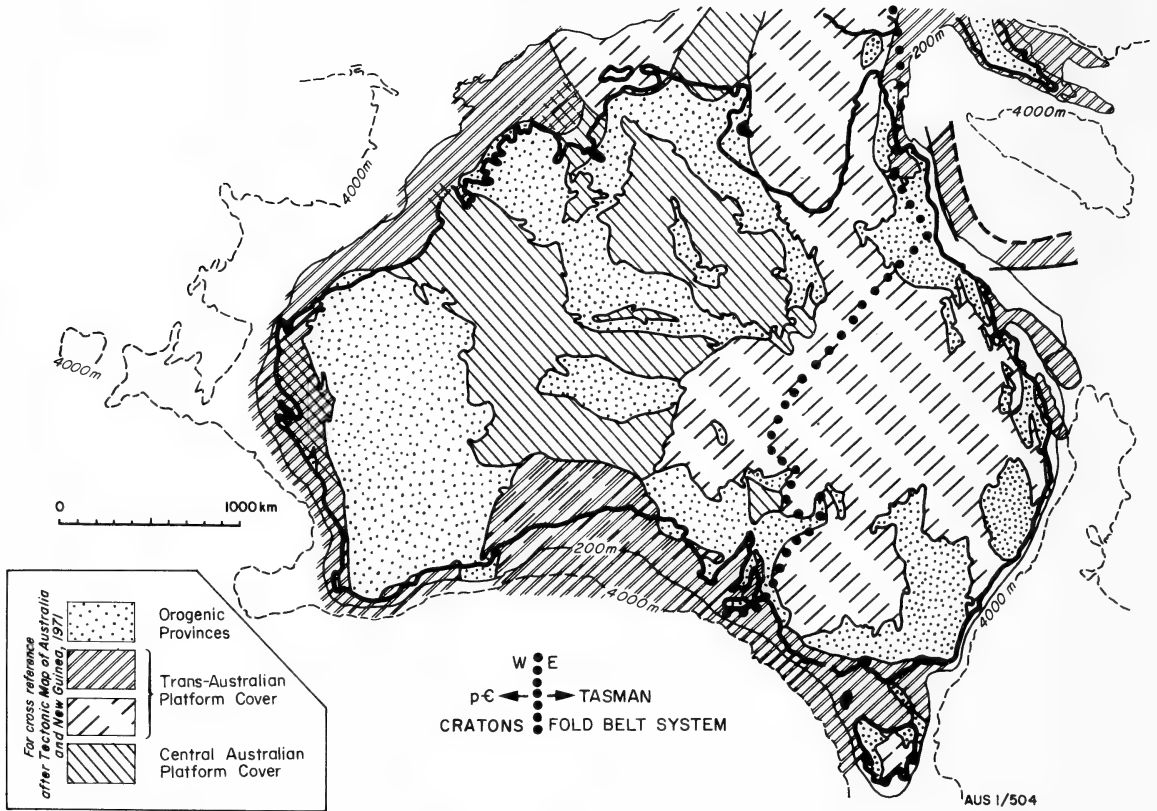 200m
4000m
4000m
4000m
0 1000 km
200m
4000m
4000m
For cross reference
after Tectonic Map of Australia
and New Guinea, 1971
Orogenic
Provinces
Trans-Australian
Platform Cover
Central Australian
Platform Cover
W E
p-Є TASMAN
CRATONS FOLD BELT SYSTEM
AUS 1/504